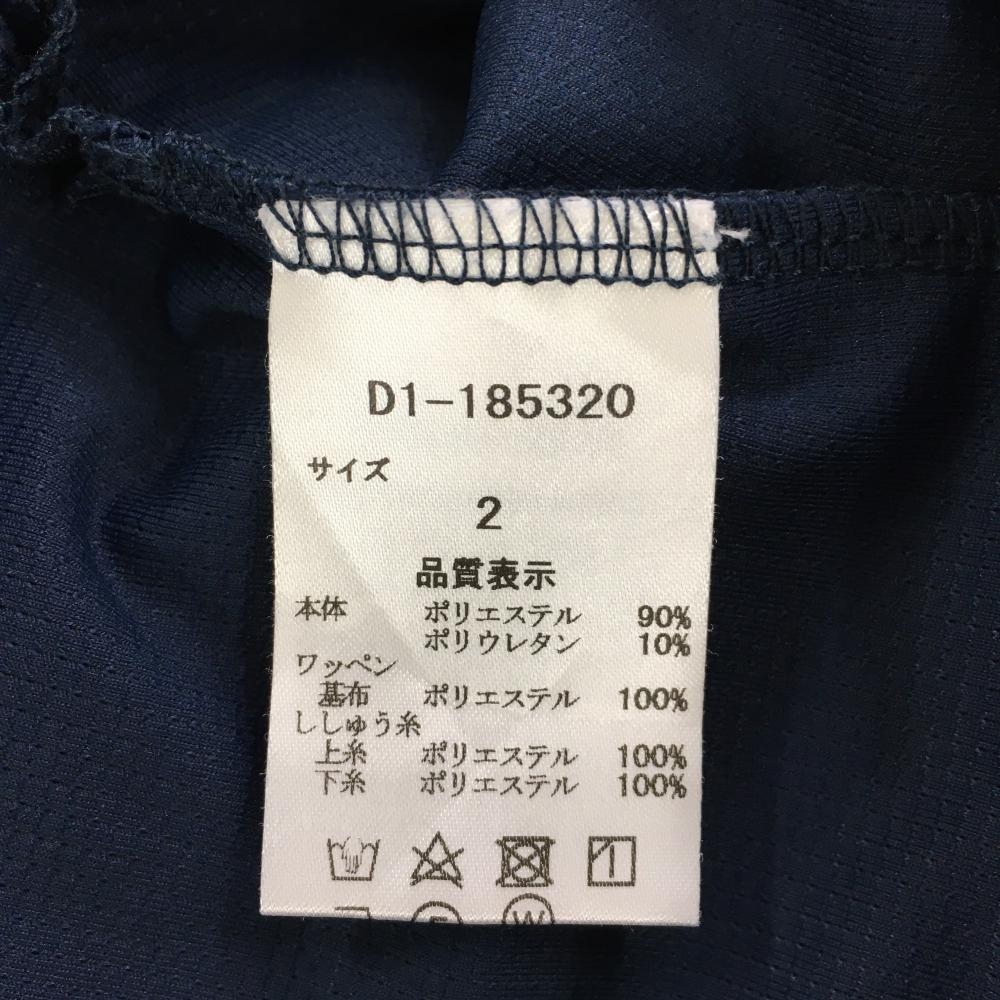 D1-185320
サイズ
2
品質表示
本体 ポリエステル 90%
ポリウレタン 10%
ワッペン
基布 ポリエステル 100%
ししゅう糸
上糸 ポリエステル 100%
下糸 ポリエステル 100%
W